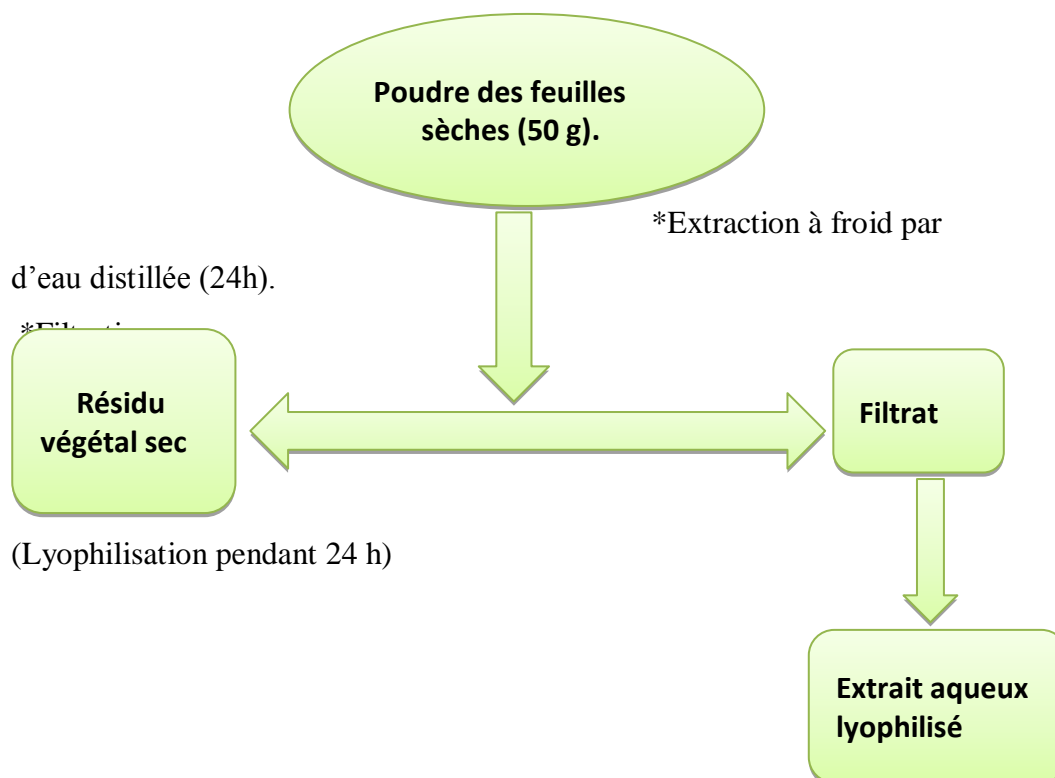 Poudre des feuilles
sèches (50 g).
*Extraction à froid par
d’eau distillée (24h).
Résidu
végétal sec
Filtrat
(Lyophilisation pendant 24 h)
Extrait aqueux
lyophilisé